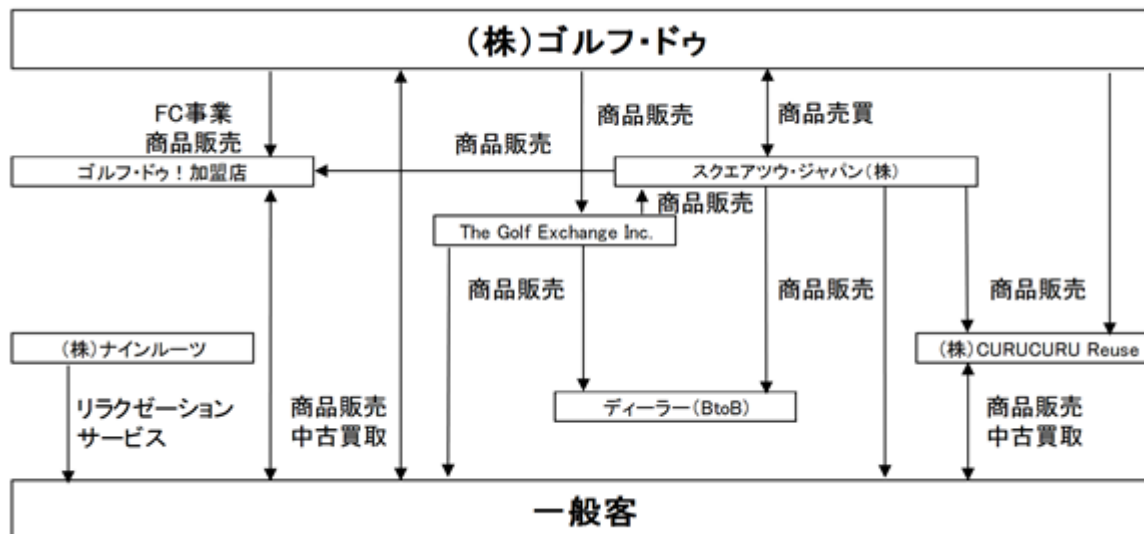 （株）ゴルフ・ドゥ
FC事業
商品販売
商品販売
商品販売
商品売買
ゴルフ・ドゥ！加盟店
スクエアツウ・ジャパン（株）
商品販売
The Golf Exchange Inc.
商品販売
商品販売
商品販売
（株）ナインルーツ
（株）CURUCURU Reuse
リラクゼーション
サービス
商品販売
中古買取
ディーラー（BtoB）
商品販売
中古買取
一般客